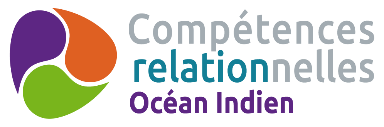 Compétences
relationnelles
Océan Indien